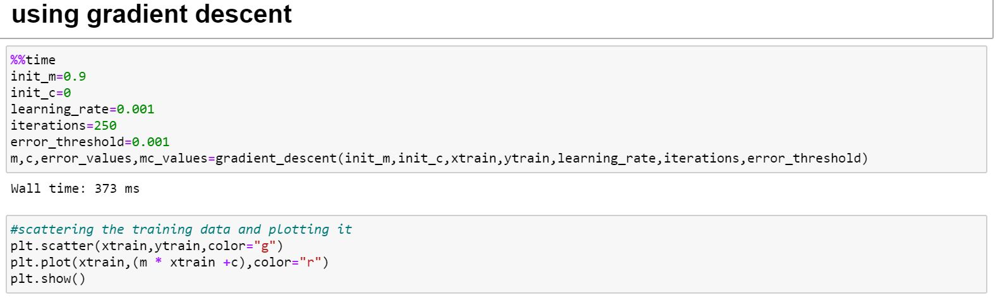 using gradient descent
%%time
init_m=0.9
init_c=0
learning_rate=0.001
iterations=250
error_threshold=0.001
m,c,error_values,mc_values=gradient_descent(init_m,init_c,xtrain,ytrain,learning_rate,iterations,error_threshold)
Wall time: 373 ms
#scattering the training data and plotting it
plt.scatter(xtrain,ytrain,color="g")
plt.plot(xtrain,(m * xtrain +c),color="r")
plt.show()